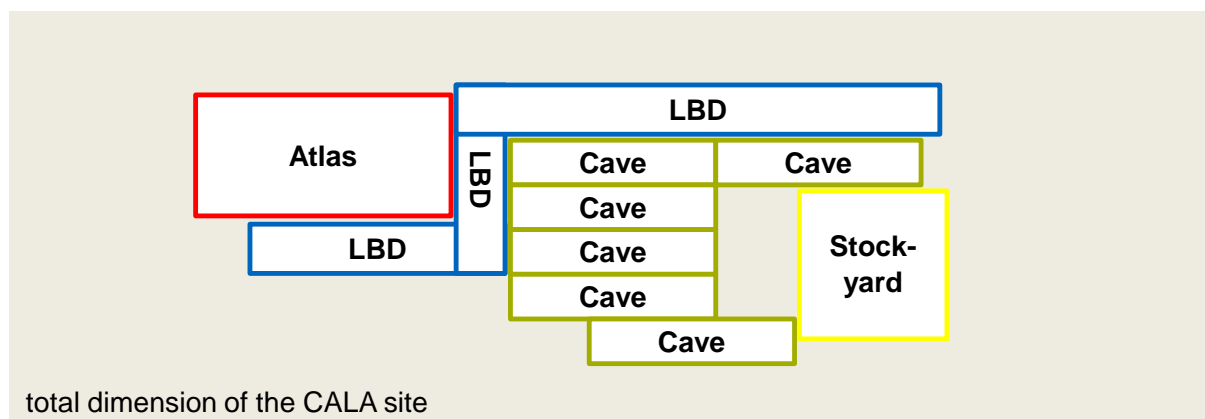 LBD
Atlas
LBD
Cave
Cave
Cave
LBD
Cave
Stock-
yard
Cave
Cave
total dimension of the CALA site